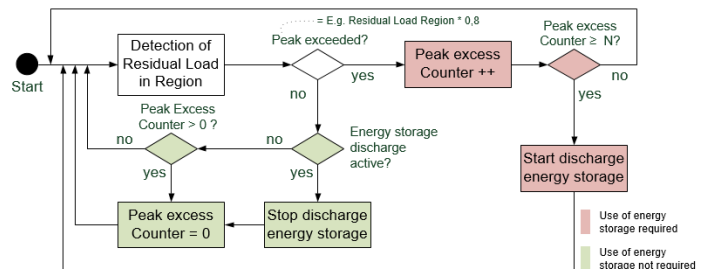 = E.g. Residual Load Region * 0,8
Peak exceeded?
Peak excess
Counter ≥ N?
Detection of
Residual Load
in Region
Peak excess
Counter ++
Start
yes
no
no
yes
Peak Excess
Counter > 0 ?
Energy storage
discharge
active?
no
yes
yes
Start discharge
energy storage
Peak excess
Counter = 0
Stop discharge
energy storage
Use of energy
storage required
Use of energy
storage not required